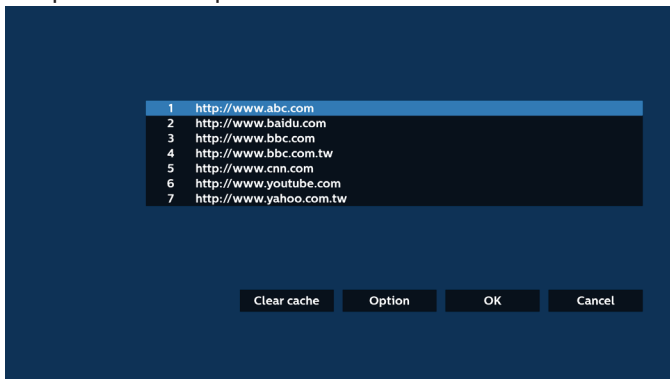 1 http://www.abc.com
2 http://www.baidu.com
3 http://www.bbc.com
4 http://www.bbc.com.tw
5 http://www.cnn.com
6 http://www.youtube.com
7 http://www.yahoo.com.tw
Clear cache Option OK Cancel